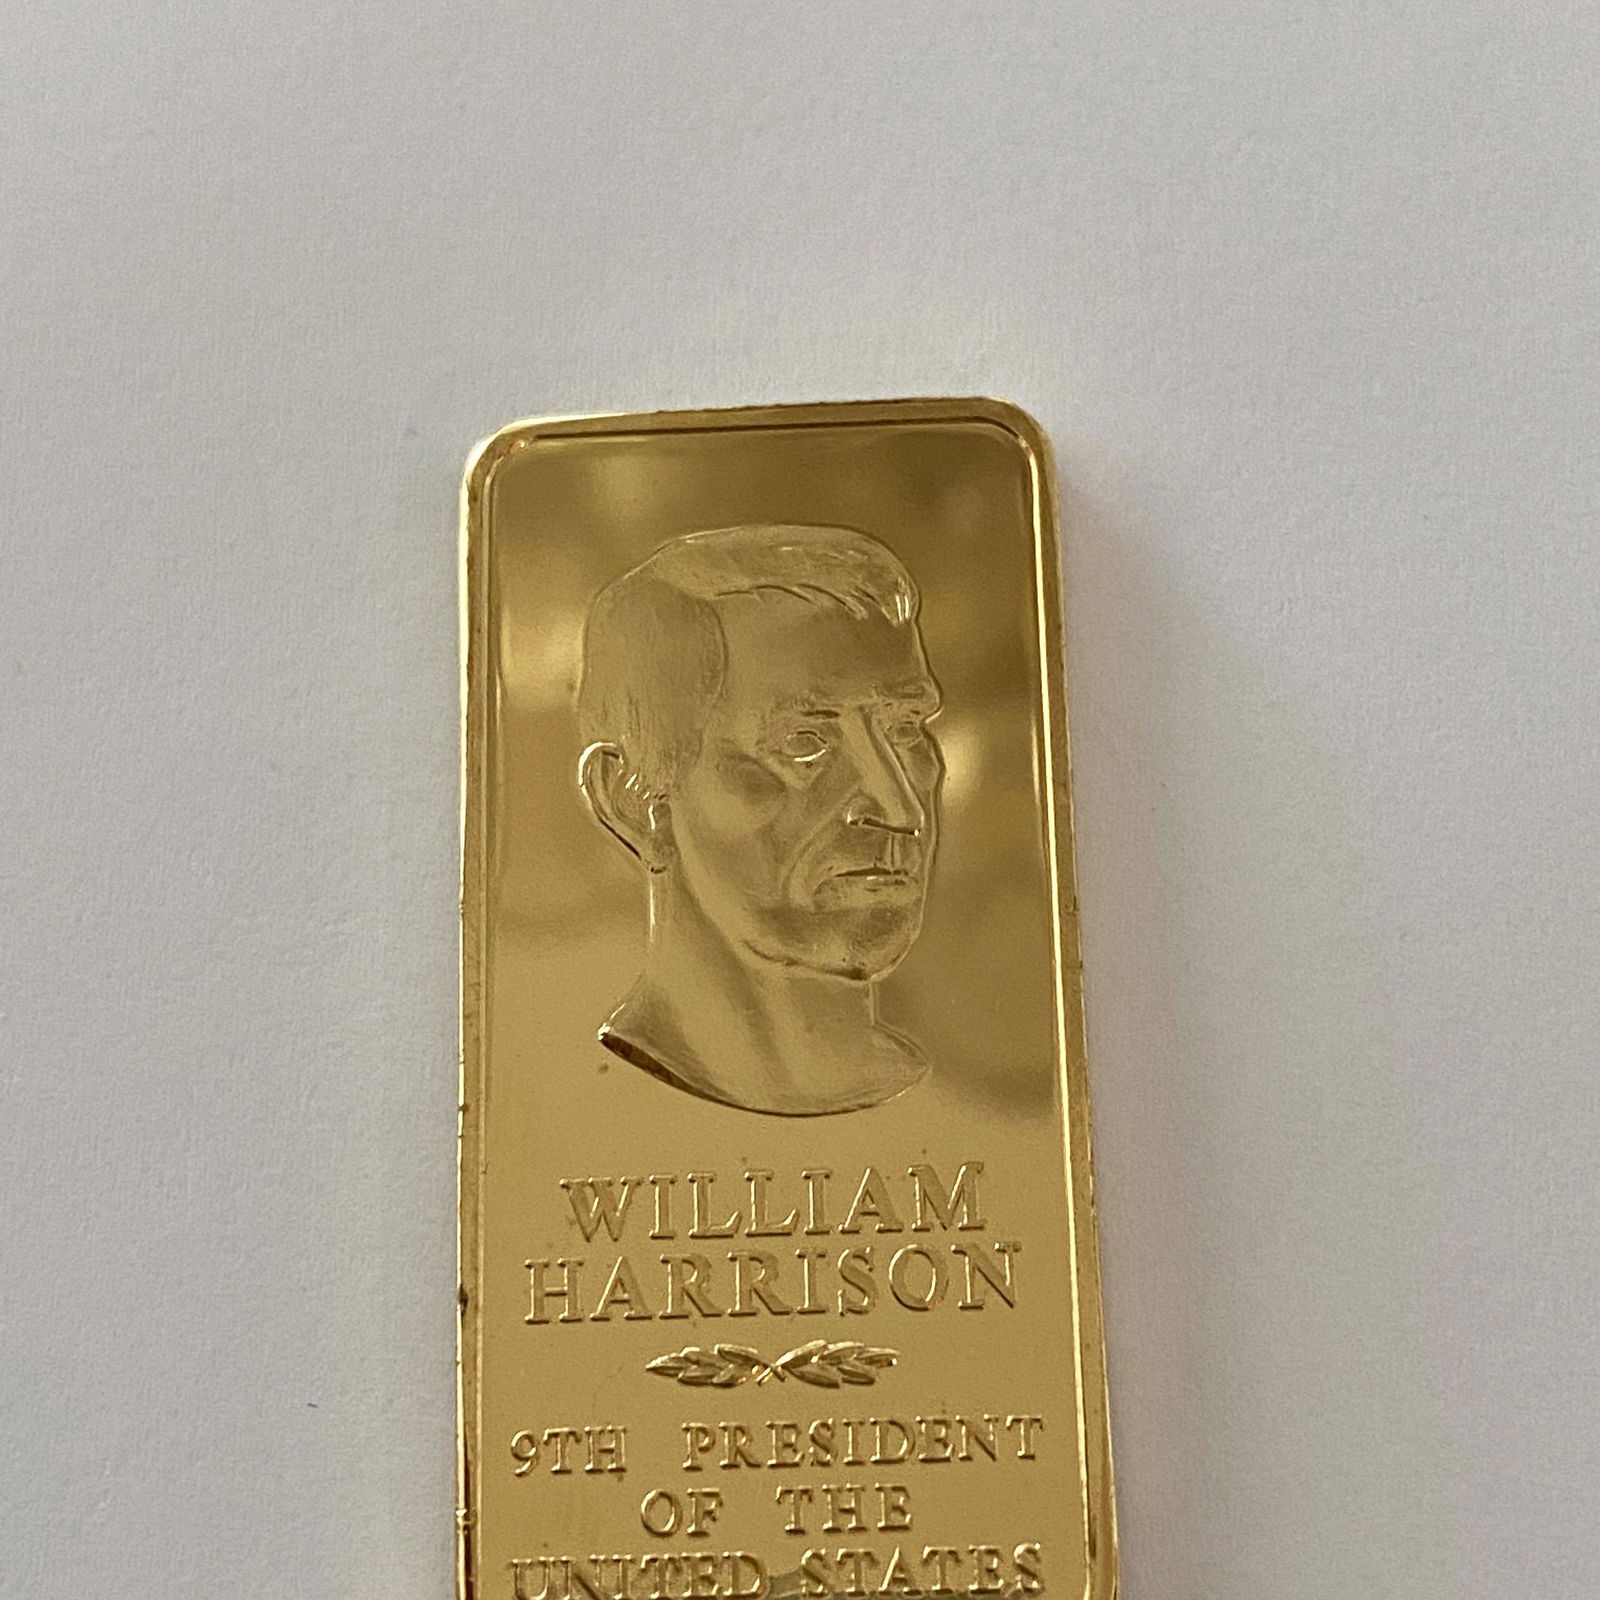 WILLIAM
HARRISON
9TH PRESIDENT
OF THE
UNITED STATES